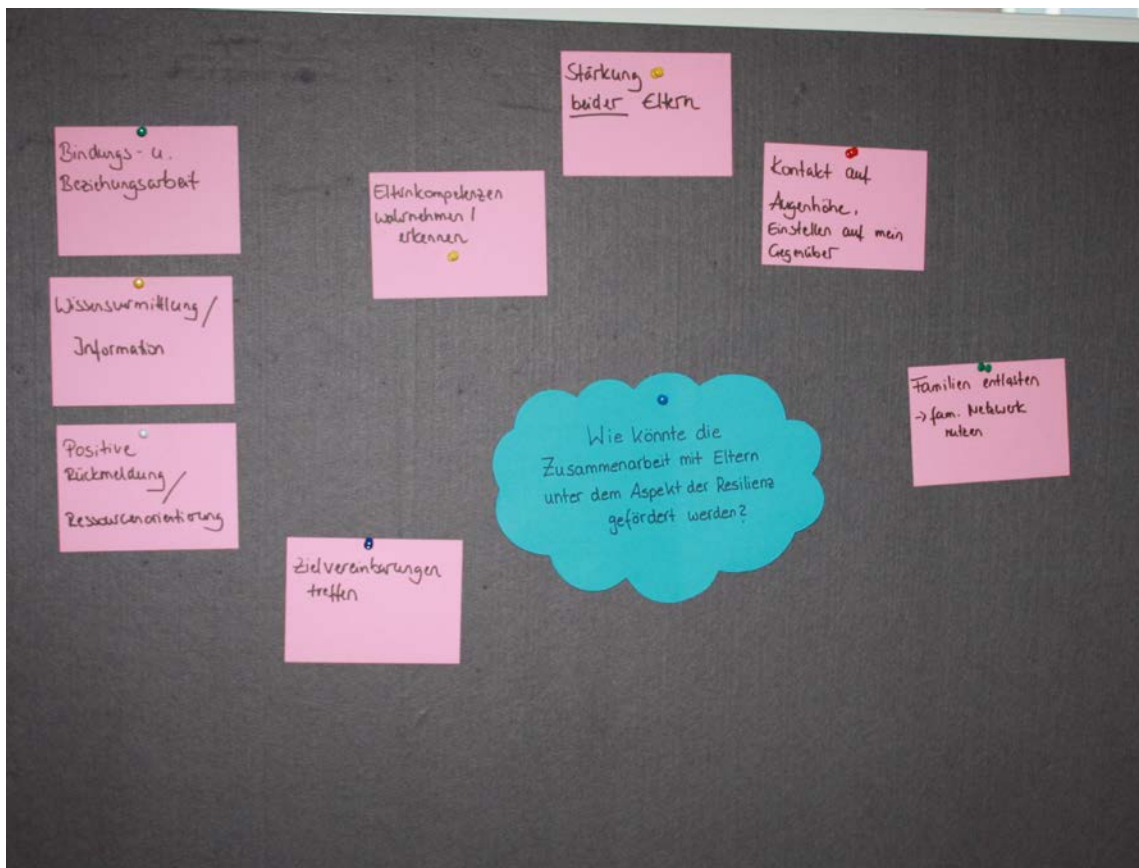 Stärkung
beider Eltern
Bindungs- u.
Beziehungsarbeit
Kontakt auf
Augenhöhe,
Einstellen auf mein
Gegenüber
Elternkompetenzen
wahrnehmen /
erkennen
Wissensvermittlung /
Information
Familien entlasten
-> fam. Netzwerk
nutzen
Wie könnte die
Zusammenarbeit mit Eltern
unter dem Aspekt der Resilienz
gefördert werden?
Positive
Rückmeldung /
Ressourcenorientierung
Zielvereinbarungen
treffen